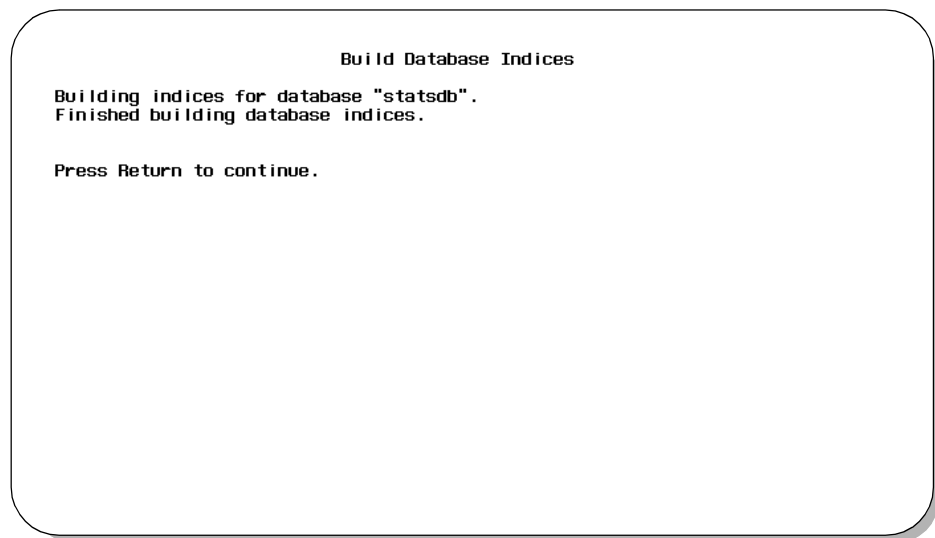 Build Database Indices
Building indices for database "statsdb".
Finished building database indices.
Press Return to continue.